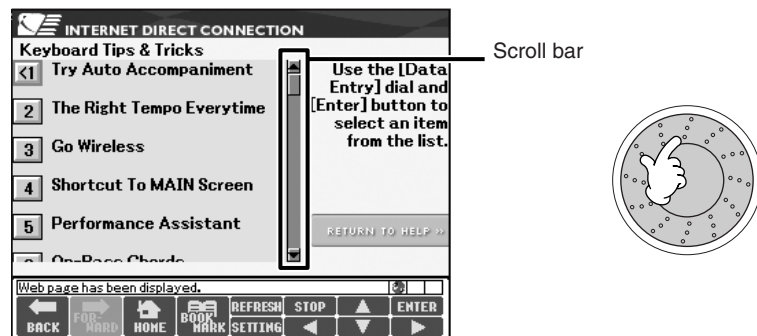 INTERNET DIRECT CONNECTION
Keyboard Tips & Tricks
<1 Try Auto Accompaniment
2 The Right Tempo Everytime
3 Go Wireless
4 Shortcut To MAIN Screen
5 Performance Assistant
Use the [Data
Entry] dial and
[Enter] button to
select an item
from the list.
RETURN TO HELP >>
Web page has been displayed.
BACK
FOR-
WARD
HOME
BOOK
MARK
REFRESH
SETTING
STOP
ENTER
Scroll bar